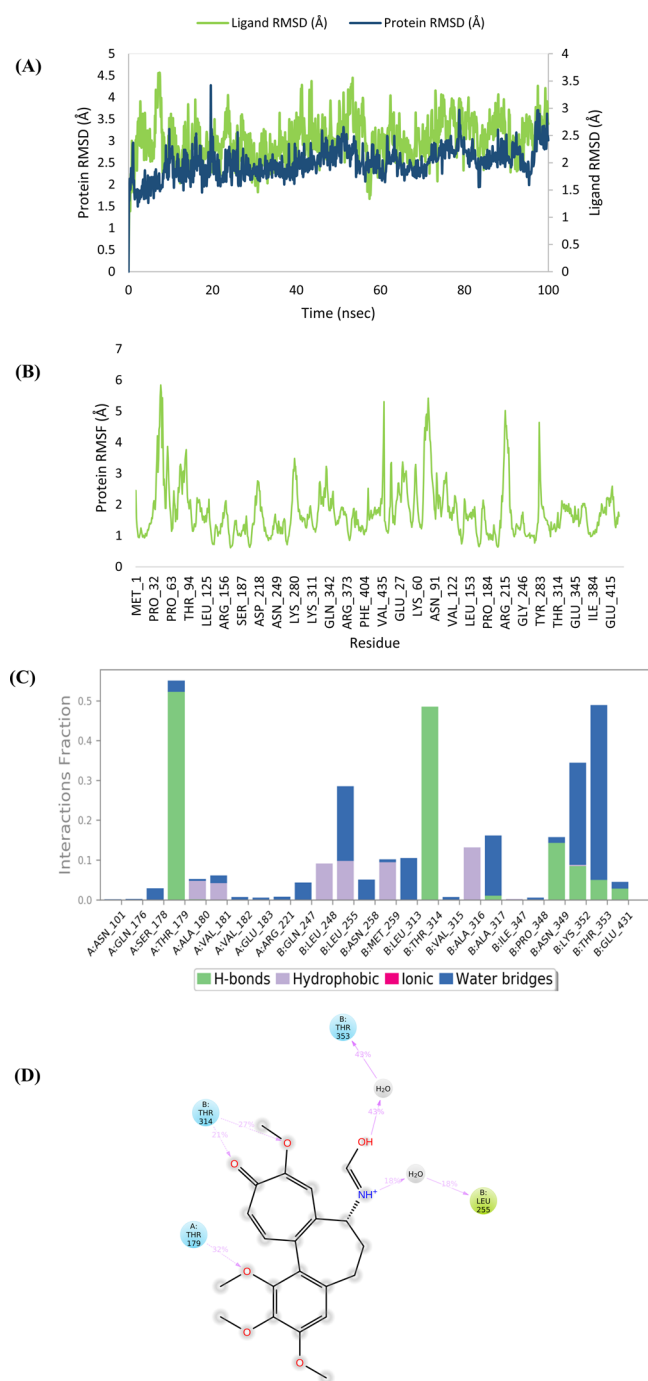 Ligand RMSD (Å) Protein RMSD (Å)
(A)
Protein RMSD (Å)
5
4.5
4
3.5
3
2.5
2
1.5
1
0.5
0
4
3.5
3
2.5
2
1.5
1
0.5
0
Ligand RMSD (Å)
0 20 40 60 80 100
Time (nsec)
(B)
Protein RMSF (Å)
7
6
5
4
3
2
1
0
MET_1 PRO_32 PRO_63 THR_94 LEU_125 ARG_156 SER_187 ASP_218 ASN_249 LYS_280 LYS_311 GLN_342 ARG_373 PHE_404 VAL_435 GLU_27 LYS_60 ASN_91 VAL_122 LEU_153 PRO_184 ARG_215 GLY_246 TYR_283 THR_314 GLU_345 ILE_384 GLU_415
Residue
(C)
Interactions Fraction
0.5
0.4
0.3
0.2
0.1
0.0
A:ASN_101 A:GLN_176 A:SER_178 A:THR_179 A:ALA_180 A:VAL_181 A:VAL_182 A:GLU_183 A:ARG_221 B:GLN_247 B:LEU_248 B:LEU_255 B:ASN_258 B:MET_259 B:LEU_313 B:THR_314 B:VAL_315 B:ALA_316 B:ALA_317 B:ILE_347 B:PRO_348 B:ASN_349 B:LYS_352 B:THR_353 B:GLU_431
H-bonds Hydrophobic Ionic Water bridges
(D)
B:
THR
353
43%
H₂O
43%
B:
THR
314
27%
21%
O
O
OH
NH⁺
16%
H₂O
18%
B:
LEU
255
A:
THR
179
32%
O
O
O